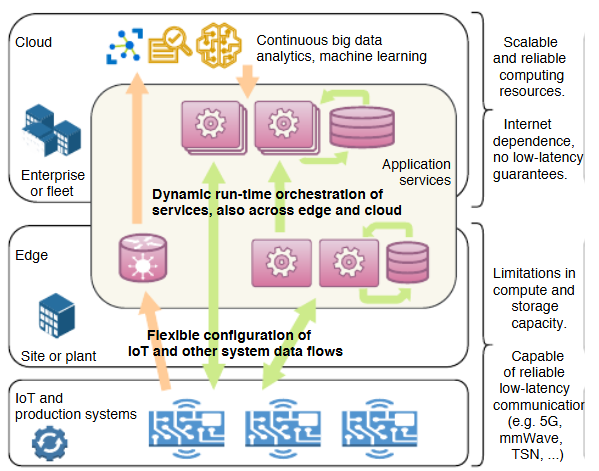 Cloud
Continuous big data
analytics, machine learning
Enterprise
or fleet
Application
services
Dynamic run-time orchestration of
services, also across edge and cloud
Edge
Site or plant
Flexible configuration of
IoT and other system data flows
IoT and
production systems
Scalable
and reliable
computing
resources.
Internet
dependence,
no low-latency
guarantees.
Limitations in
compute and
storage
capacity.
Capable
of reliable
low-latency
communication
(e.g. 5G,
mmWave,
TSN, ...)